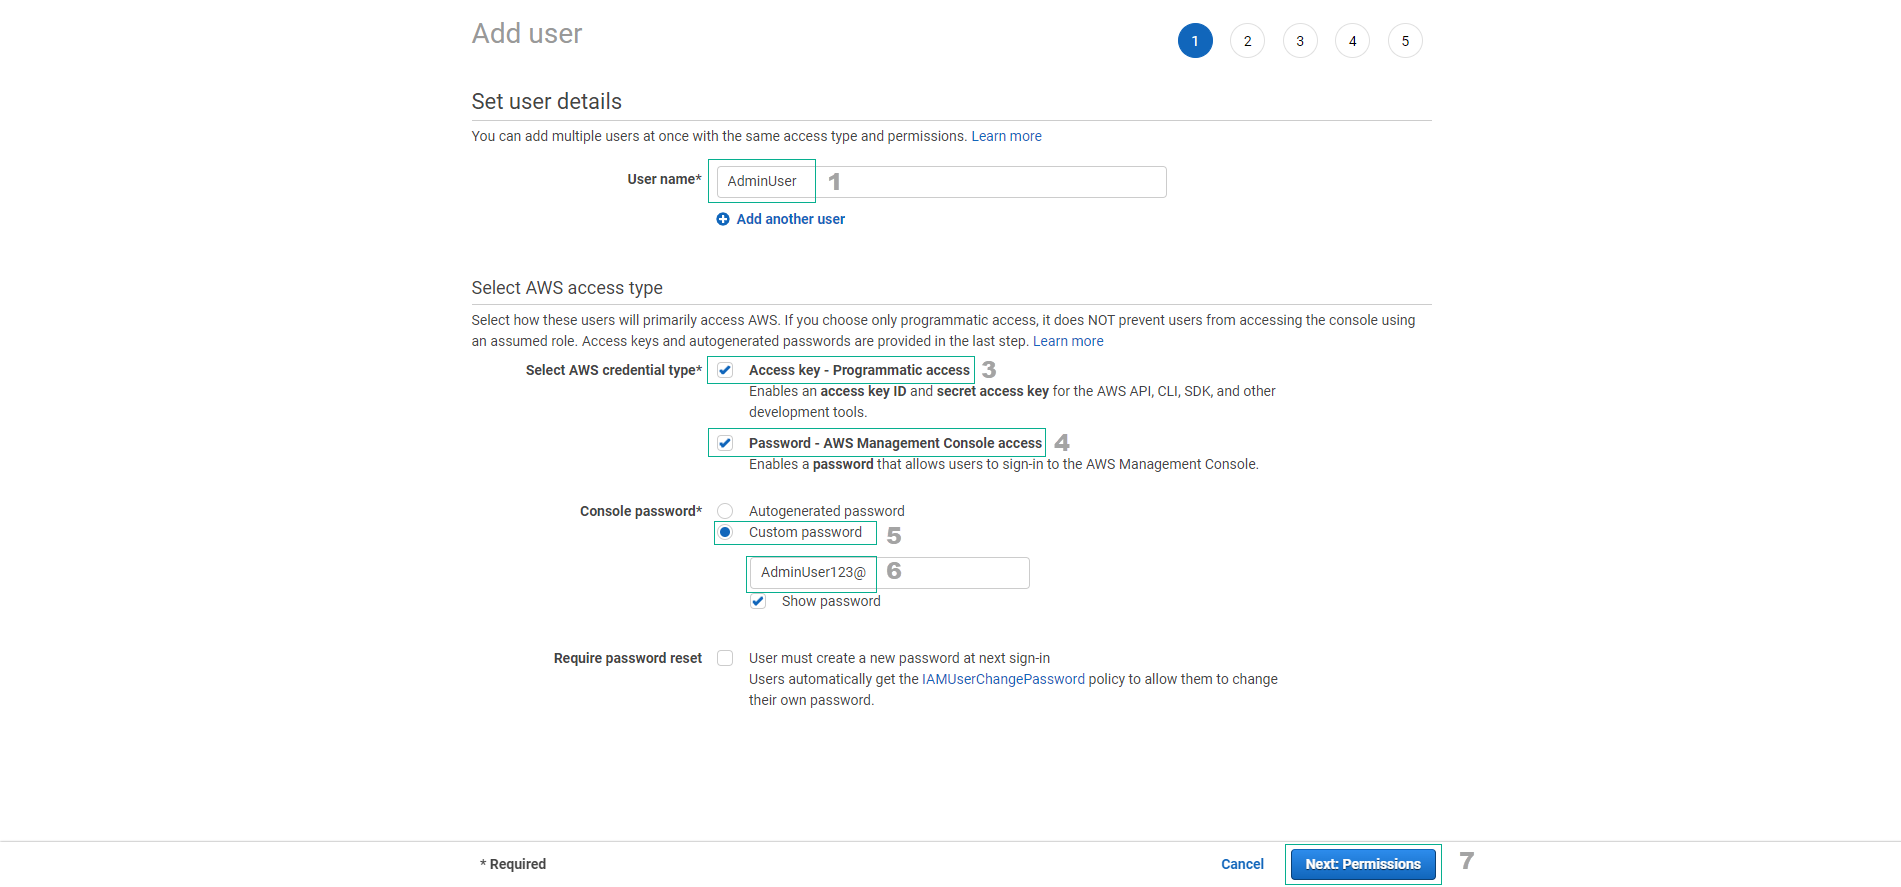 Add user
1 2 3 4 5
Set user details
You can add multiple users at once with the same access type and permissions. Learn more
User name* AdminUser 1
Add another user
Select AWS access type
Select how these users will primarily access AWS. If you choose only programmatic access, it does NOT prevent users from accessing the console using
an assumed role. Access keys and autogenerated passwords are provided in the last step. Learn more
Select AWS credential type* Access key - Programmatic access 3
Enables an access key ID and secret access key for the AWS API, CLI, SDK, and other
development tools.
Password - AWS Management Console access 4
Enables a password that allows users to sign-in to the AWS Management Console.
Console password* Autogenerated password
Custom password 5
AdminUser123@ 6
Show password
Require password reset User must create a new password at next sign-in
Users automatically get the IAMUserChangePassword policy to allow them to change
their own password.
* Required Cancel Next: Permissions 7